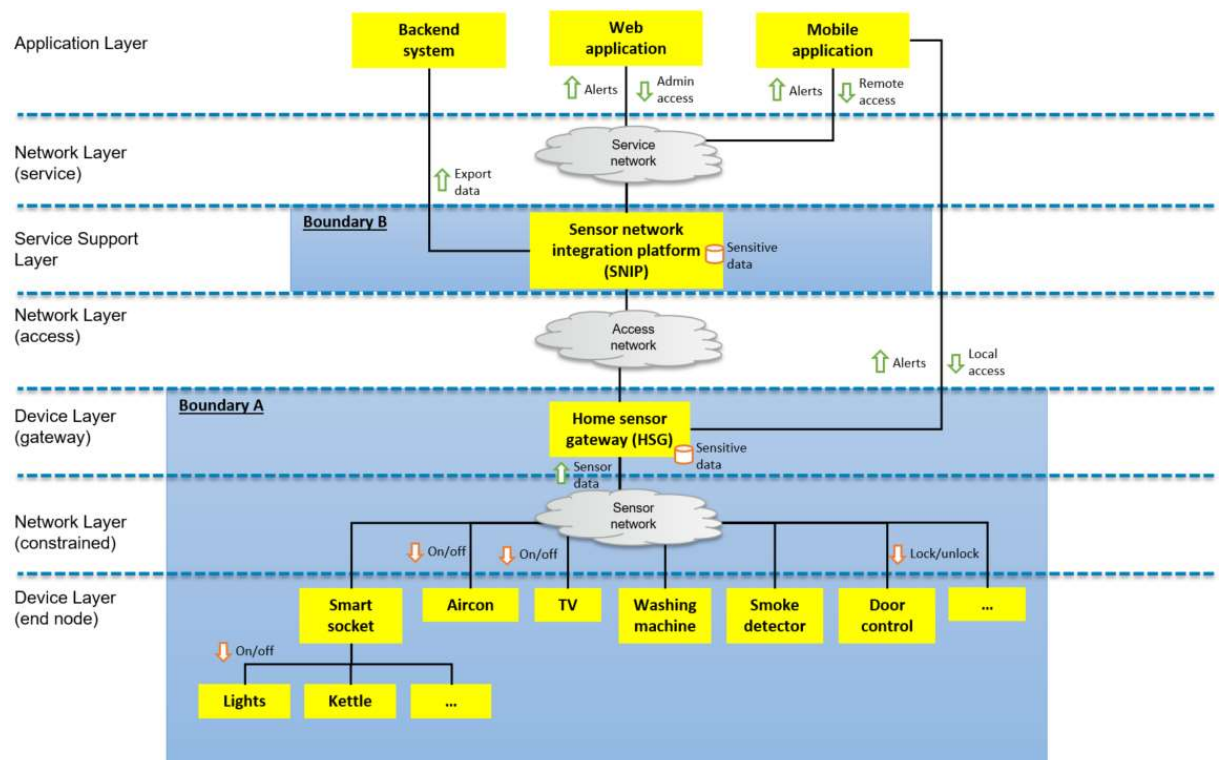 Application Layer
Backend
system
Web
application
Mobile
application
Alerts
Admin
access
Alerts
Remote
access
Network Layer
(service)
Service
network
Export
data
Boundary B
Service Support
Layer
Sensor network
integration platform
(SNIP)
Sensitive
data
Network Layer
(access)
Access
network
Alerts
Local
access
Boundary A
Device Layer
(gateway)
Home sensor
gateway (HSG)
Sensitive
data
Sensor
data
Network Layer
(constrained)
Sensor
network
On/off
On/off
Lock/unlock
Device Layer
(end node)
Smart
socket
Aircon
TV
Washing
machine
Smoke
detector
Door
control
...
On/off
Lights
Kettle
...